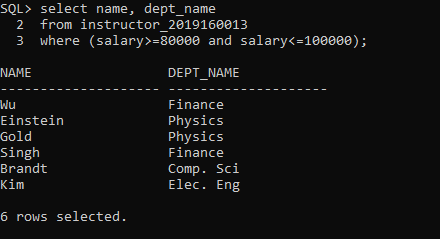 SQL> select name, dept_name
  2  from instructor_2019160013
  3  where (salary>=80000 and salary<=100000);
NAME                 DEPT_NAME
-------------------- --------------------
Wu                   Finance
Einstein             Physics
Gold                 Physics
Singh                Finance
Brandt               Comp. Sci
Kim                  Elec. Eng
6 rows selected.